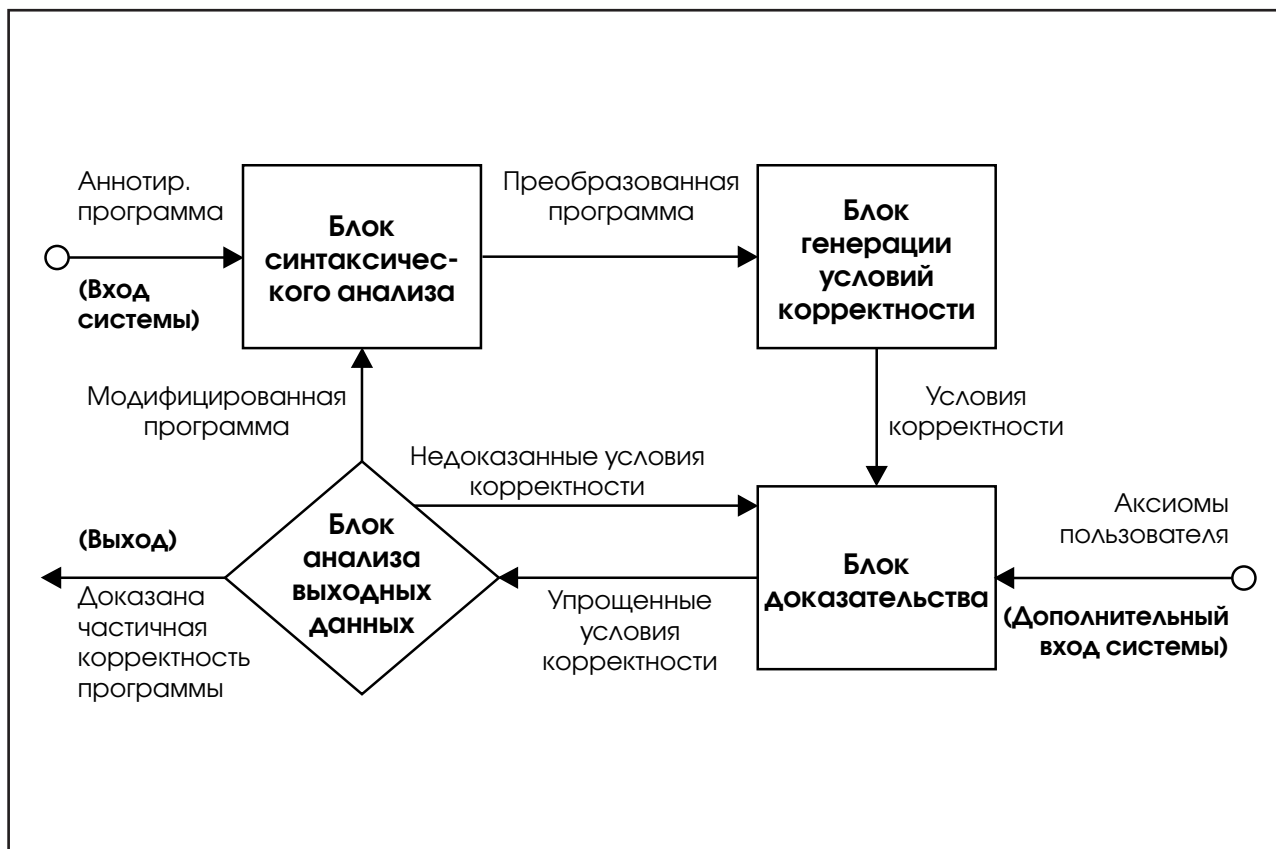 Аннотир.
программа
(Вход
системы)
Блок
синтаксичес-
кого анализа
Преобразованная
программа
Блок
генерации
условий
корректности
Модифицированная
программа
Условия
корректности
Недоказанные условия
корректности
(Выход)
Доказана
частичная
корректность
программы
Блок
анализа
выходных
данных
Упрощенные
условия
корректности
Блок
доказательства
Аксиомы
пользователя
(Дополнительный
вход системы)